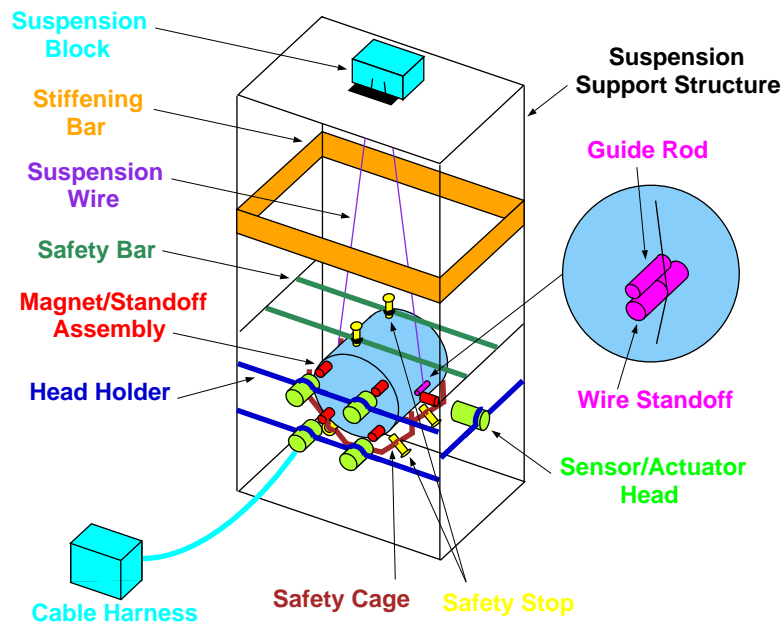 Suspension
Block
Suspension
Support Structure
Stiffening
Bar
Guide Rod
Suspension
Wire
Safety Bar
Magnet/Standoff
Assembly
Head Holder
Wire Standoff
Sensor/Actuator
Head
Safety Cage
Safety Stop
Cable Harness